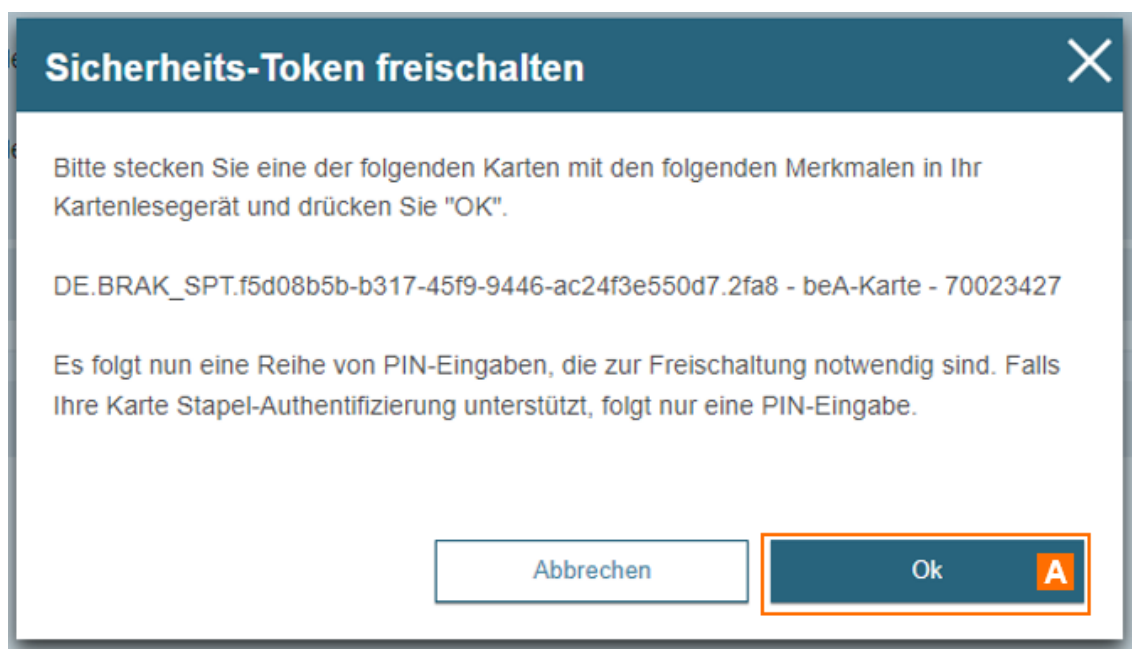 Sicherheits-Token freischalten
Bitte stecken Sie eine der folgenden Karten mit den folgenden Merkmalen in Ihr
Kartenlesegerät und drücken Sie "OK".
DE.BRAK_SPT.f5d08b5b-b317-45f9-9446-ac24f3e550d7.2fa8 - beA-Karte - 70023427
Es folgt nun eine Reihe von PIN-Eingaben, die zur Freischaltung notwendig sind. Falls
Ihre Karte Stapel-Authentifizierung unterstützt, folgt nur eine PIN-Eingabe.
Abbrechen
Ok A